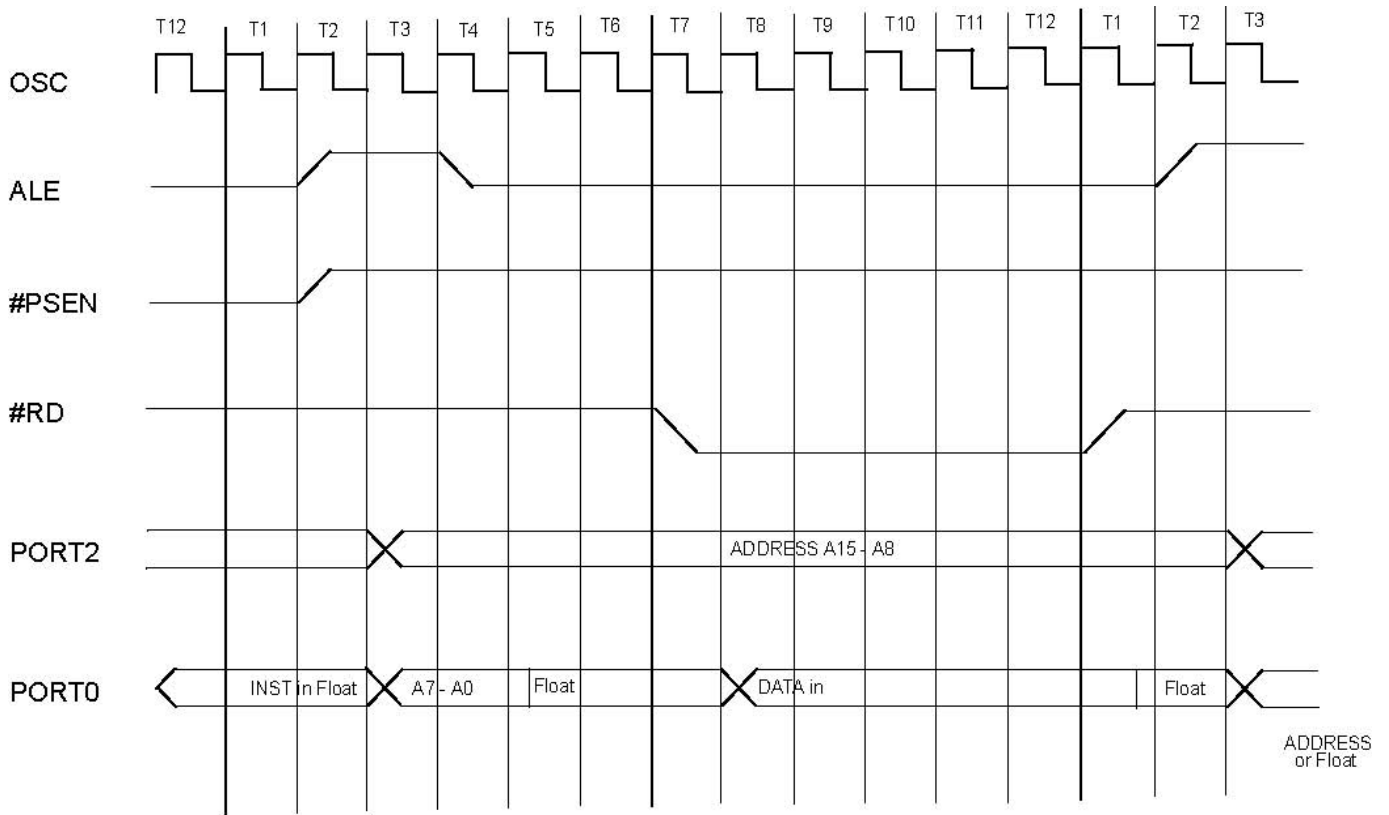 T12 T1 T2 T3 T4 T5 T6 T7 T8 T9 T10 T11 T12 T1 T2 T3
OSC
ALE
#PSEN
#RD
PORT2 ADDRESS A15 - A8
PORT0 INST in Float A7 - A0 Float DATA in Float
ADDRESS
or Float